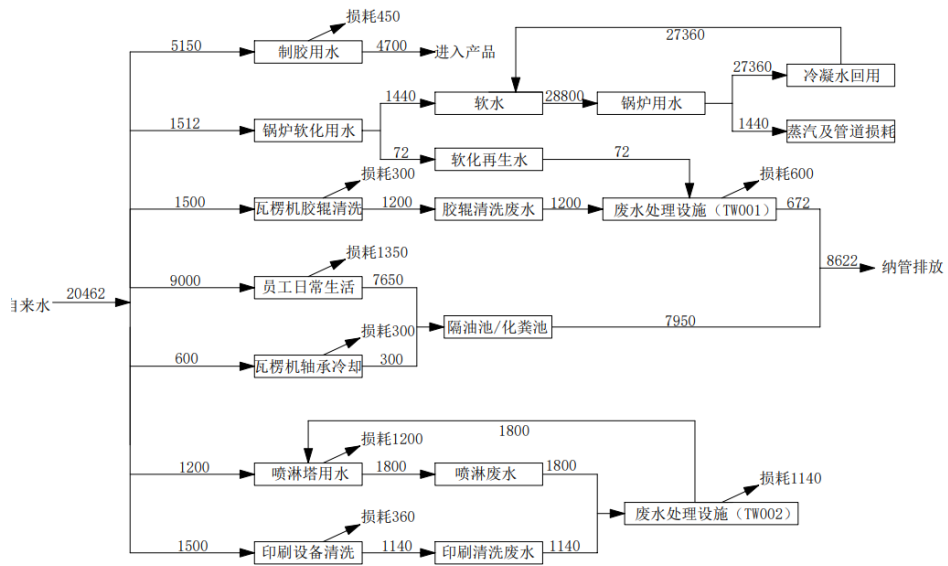 损耗450
27360
5150
制胶用水
4700
进入产品
27360
冷凝水回用
1440
软水
28800
锅炉用水
1512
锅炉软化用水
1440
蒸汽及管道损耗
72
软化再生水
72
损耗300
损耗600
1500
瓦楞机胶辊清洗
1200
胶辊清洗废水
1200
废水处理设施（TW001）
672
损耗1350
8622
纳管排放
9000
员工日常生活
7650
20462
自来水
隔油池/化粪池
7950
损耗300
600
瓦楞机轴承冷却
300
1800
损耗1200
1200
喷淋塔用水
1800
喷淋废水
1800
损耗1140
废水处理设施（TW002）
损耗360
1500
印刷设备清洗
1140
印刷清洗废水
1140